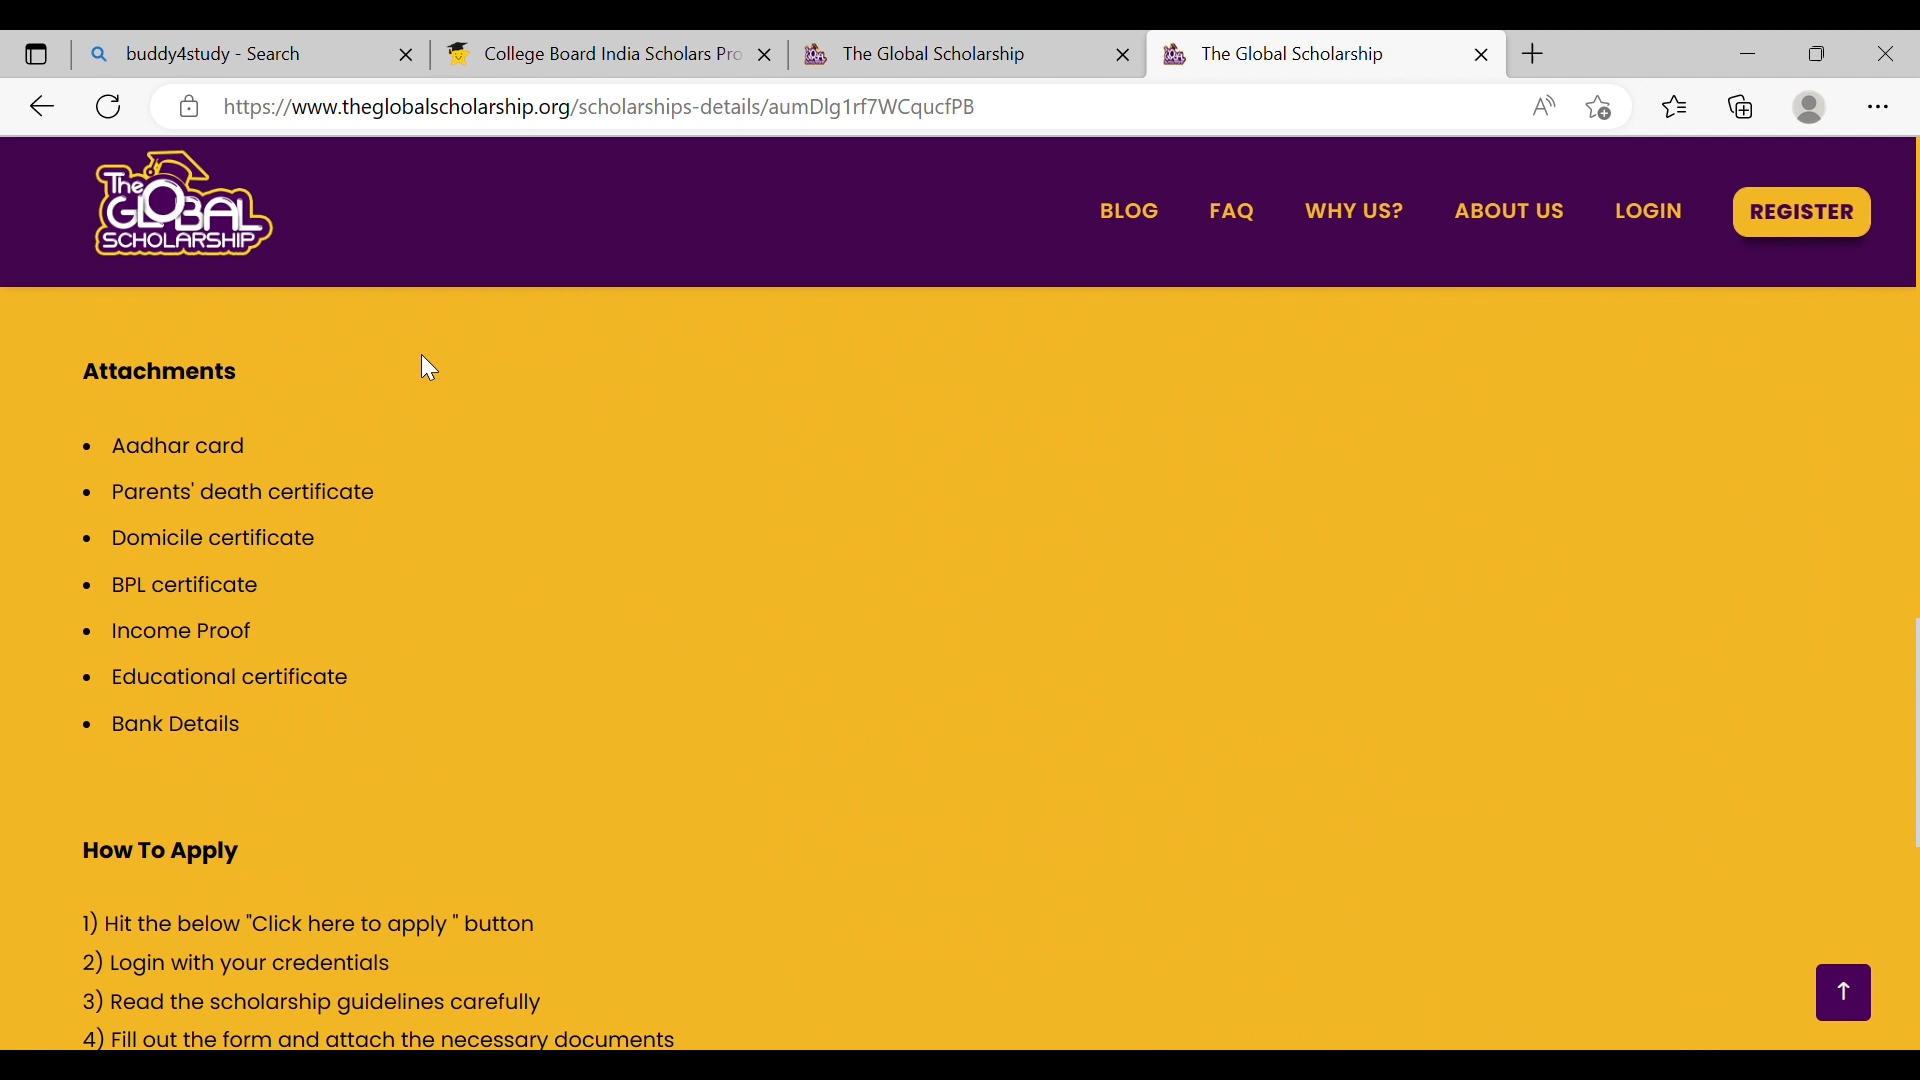 buddy4study - Search
College Board India Scholars Pro
The Global Scholarship
The Global Scholarship
https://www.theglobalscholarship.org/scholarships-details/aumDlg1rf7WCqucfPB
The
GLOBAL
SCHOLARSHIP
BLOG
FAQ
WHY US?
ABOUT US
LOGIN
REGISTER
Attachments
• Aadhar card
• Parents' death certificate
• Domicile certificate
• BPL certificate
• Income Proof
• Educational certificate
• Bank Details
How To Apply
1) Hit the below "Click here to apply " button
2) Login with your credentials
3) Read the scholarship guidelines carefully
4) Fill out the form and attach the necessary documents